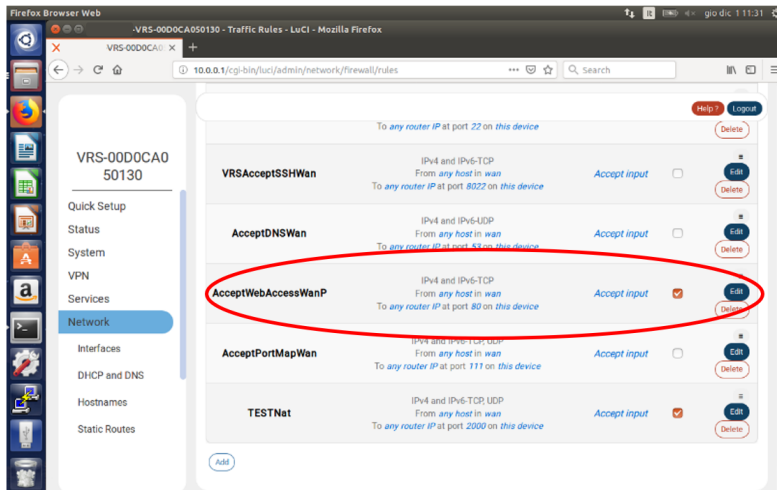 Firefox Browser Web
It
gio dic 1 11:31
-VRS-00D0CA050130 - Traffic Rules - LuCI - Mozilla Firefox
VRS-00D0CA0
10.0.0.1/cgi-bin/luci/admin/network/firewall/rules
Search
Help ?
Logout
To any router IP at port 22 on this device
Delete
VRS-00D0CA0
50130
Quick Setup
Status
System
VPN
Services
Network
Interfaces
DHCP and DNS
Hostnames
Static Routes
VRSAcceptSSHWan
IPv4 and IPv6-TCP
From any host in wan
To any router IP at port 8022 on this device
Accept input
Edit
Delete
AcceptDNSWan
IPv4 and IPv6-UDP
From any host in wan
To any router IP at port 53 on this device
Accept input
Edit
Delete
AcceptWebAccessWanP
IPv4 and IPv6-TCP
From any host in wan
To any router IP at port 80 on this device
Accept input
Edit
Delete
AcceptPortMapWan
IPv4 and IPv6-TCP, UDP
From any host in wan
To any router IP at port 111 on this device
Accept input
Edit
Delete
TESTNat
IPv4 and IPv6-TCP, UDP
From any host in wan
To any router IP at port 2000 on this device
Accept input
Edit
Delete
Add